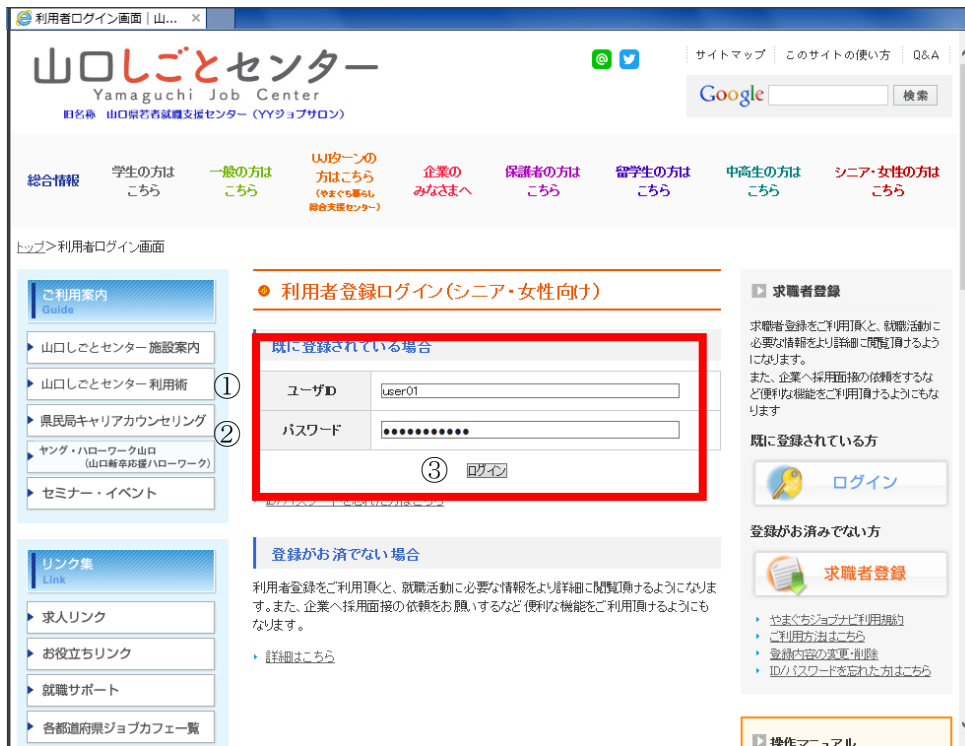 利用者ログイン画面｜山... ×
山口しごとセンター
Yamaguchi Job Center
旧名称 山口県若者就職支援センター（YYジョブサロン）
サイトマップ このサイトの使い方 Q&A
Google 検索
総合情報
学生の方は
こちら
一般の方は
こちら
UJIターンの
方はこちら
（やまぐち暮らし
総合支援センター）
企業の
みなさまへ
保護者の方は
こちら
留学生の方は
こちら
中高生の方は
こちら
シニア・女性の方は
こちら
トップ＞利用者ログイン画面
ご利用案内
Guide
山口しごとセンター施設案内
山口しごとセンター利用術
県民局キャリアカウンセリング
ヤング・ハローワーク山口
（山口新卒応援ハローワーク）
セミナー・イベント
リンク集
Link
求人リンク
お役立ちリンク
就職サポート
各都道府県ジョブカフェ一覧
利用者登録ログイン（シニア・女性向け）
既に登録されている場合
① ユーザID user01
② パスワード ●●●●●●●●●●●
③ ログイン
ID/パスワードを忘れた方はこちら
登録がお済でない場合
利用者登録をご利用頂くと、就職活動に必要な情報をより詳細に閲覧頂けるようになりま
す。また、企業へ採用面接の依頼をお願いするなど便利な機能をご利用頂けるようにも
なります。
詳細はこちら
求職者登録
求職者登録をご利用頂くと、就職活動に
必要な情報をより詳細に閲覧頂けるよう
になります。
また、企業へ採用面接の依頼をするな
ど便利な機能をご利用頂けるようにもな
ります
既に登録されている方
ログイン
登録がお済みでない方
求職者登録
やまぐちジョブナビ利用規約
ご利用方法はこちら
登録内容の変更・削除
ID/パスワードを忘れた方はこちら
操作マニュアル